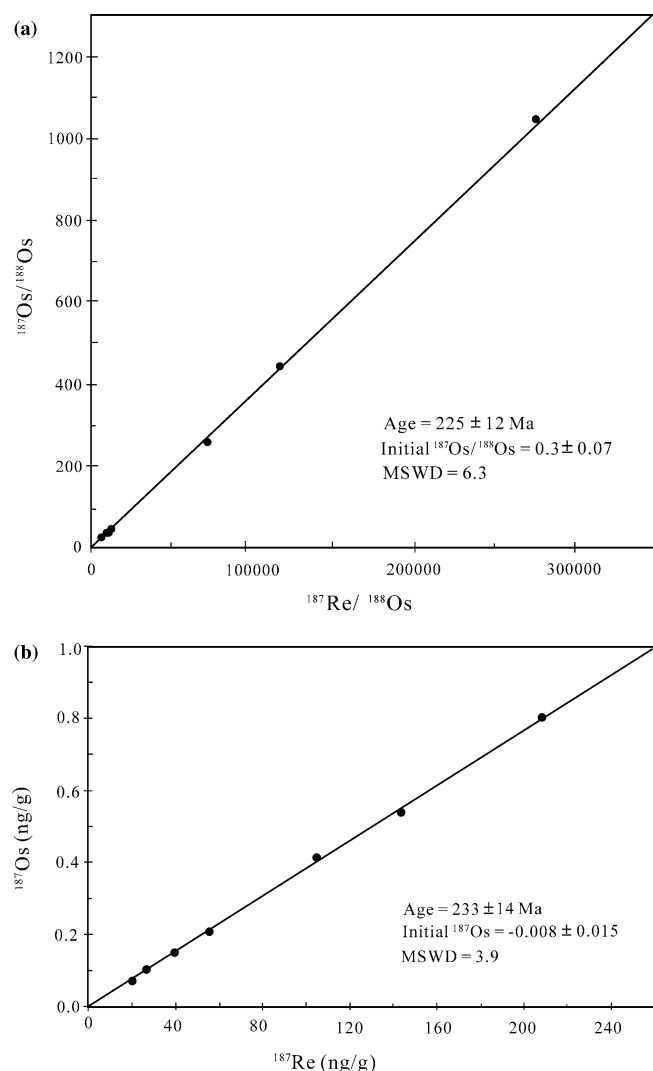 (a)
1200
1000
800
600
400
200
0
¹⁸⁷Os/¹⁸⁸Os
Age = 225 ± 12 Ma
Initial ¹⁸⁷Os/¹⁸⁸Os = 0.3 ± 0.07
MSWD = 6.3
0 100000 200000 300000
¹⁸⁷Re/ ¹⁸⁸Os
(b)
1.0
0.8
0.6
0.4
0.2
0.0
¹⁸⁷Os (ng/g)
Age = 233 ±14 Ma
Initial ¹⁸⁷Os = -0.008 ± 0.015
MSWD = 3.9
0 40 80 120 160 200 240
¹⁸⁷Re (ng/g)